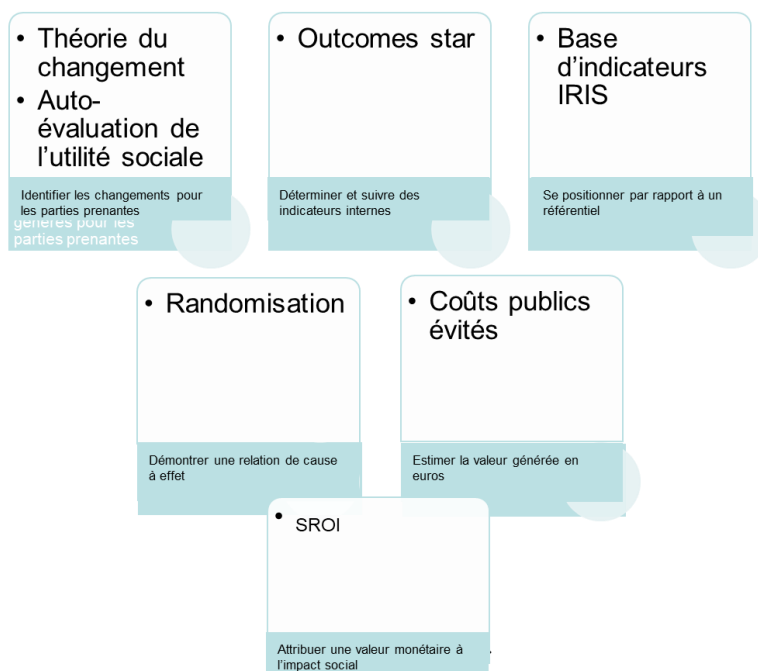 • Théorie du
changement
• Auto-
évaluation de
l'utilité sociale
Identifier les changements pour
les parties prenantes
générés pour les
parties prenantes
• Outcomes star
Déterminer et suivre des
indicateurs internes
• Base
d'indicateurs
IRIS
Se positionner par rapport à un
référentiel
• Randomisation
Démontrer une relation de cause
à effet
• Coûts publics
évités
Estimer la valeur générée en
euros
• SROI
Attribuer une valeur monétaire à
l'impact social